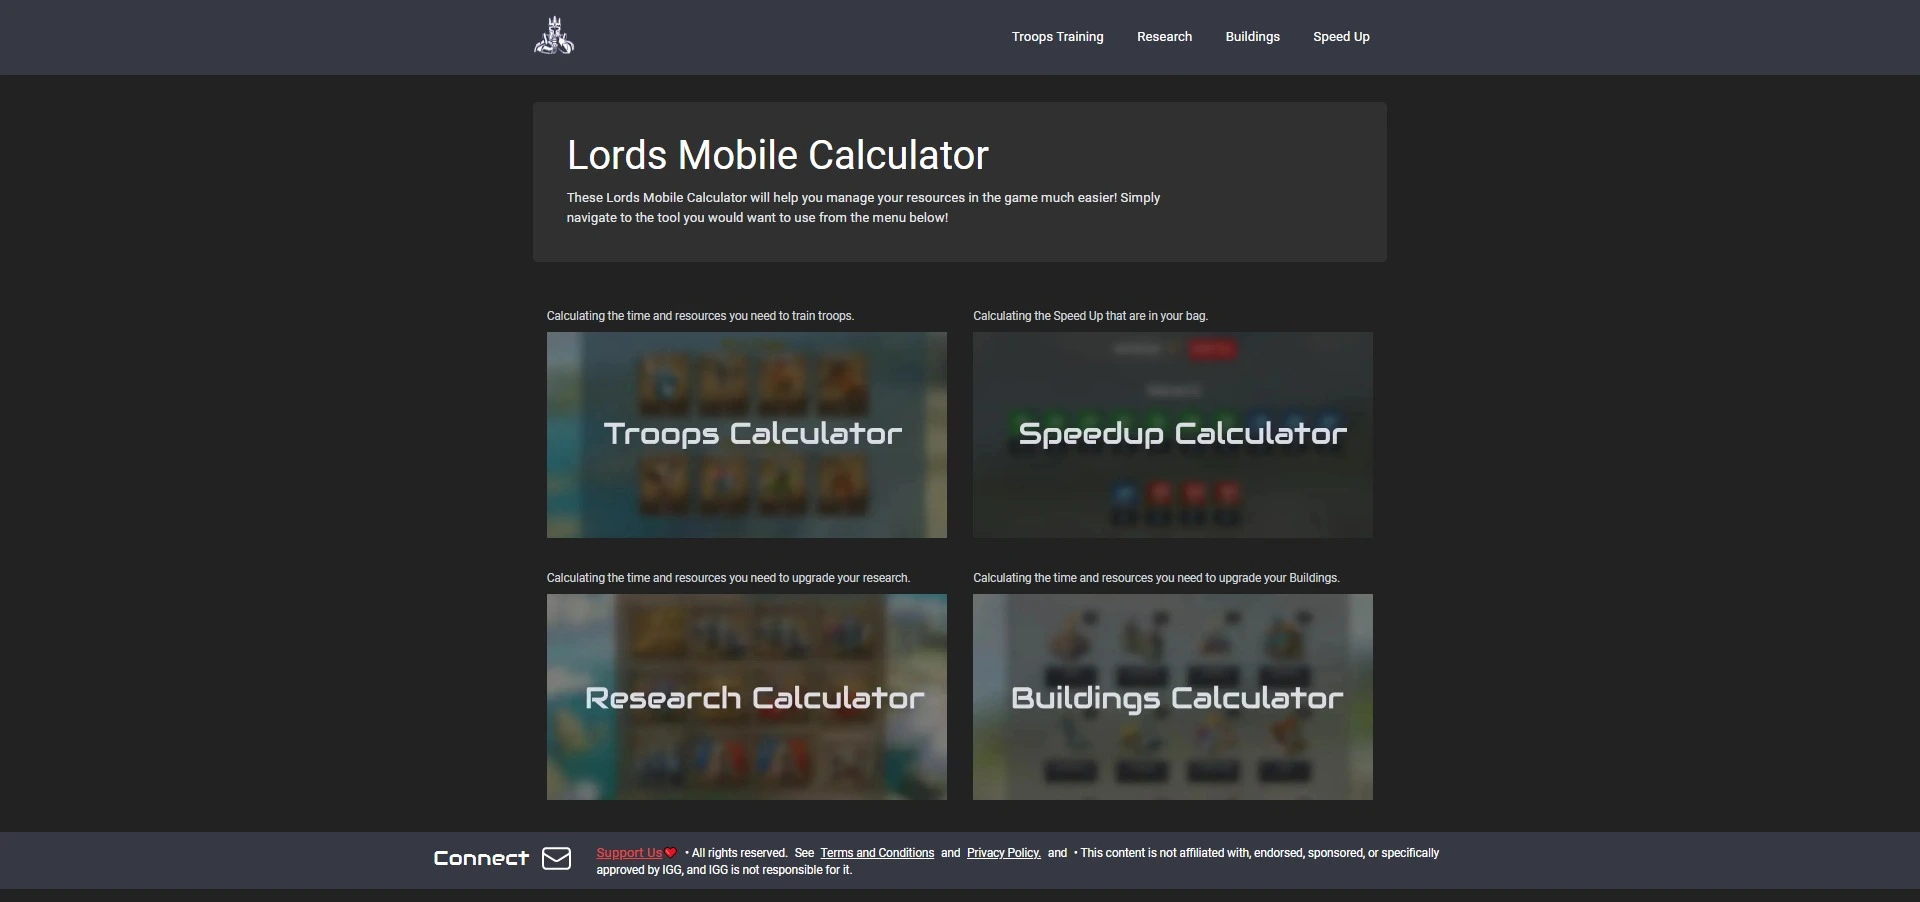 Troops Training
Research
Buildings
Speed Up
Lords Mobile Calculator
These Lords Mobile Calculator will help you manage your resources in the game much easier! Simply
navigate to the tool you would want to use from the menu below!
Calculating the time and resources you need to train troops.
Calculating the Speed Up that are in your bag.
Troops Calculator
Speedup Calculator
Calculating the time and resources you need to upgrade your research.
Calculating the time and resources you need to upgrade your Buildings.
Research Calculator
Buildings Calculator
Connect
Support Us❤ • All rights reserved. See Terms and Conditions and Privacy Policy. and • This content is not affiliated with, endorsed, sponsored, or specifically
approved by IGG, and IGG is not responsible for it.